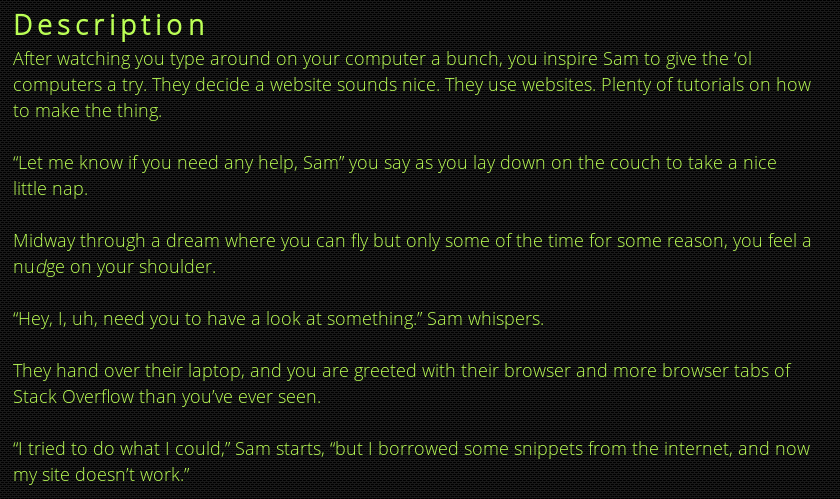 Description
After watching you type around on your computer a bunch, you inspire Sam to give the ‘ol
computers a try. They decide a website sounds nice. They use websites. Plenty of tutorials on how
to make the thing.
“Let me know if you need any help, Sam” you say as you lay down on the couch to take a nice
little nap.
Midway through a dream where you can fly but only some of the time for some reason, you feel a
nudge on your shoulder.
“Hey, I, uh, need you to have a look at something.” Sam whispers.
They hand over their laptop, and you are greeted with their browser and more browser tabs of
Stack Overflow than you’ve ever seen.
“I tried to do what I could,” Sam starts, “but I borrowed some snippets from the internet, and now
my site doesn’t work.”